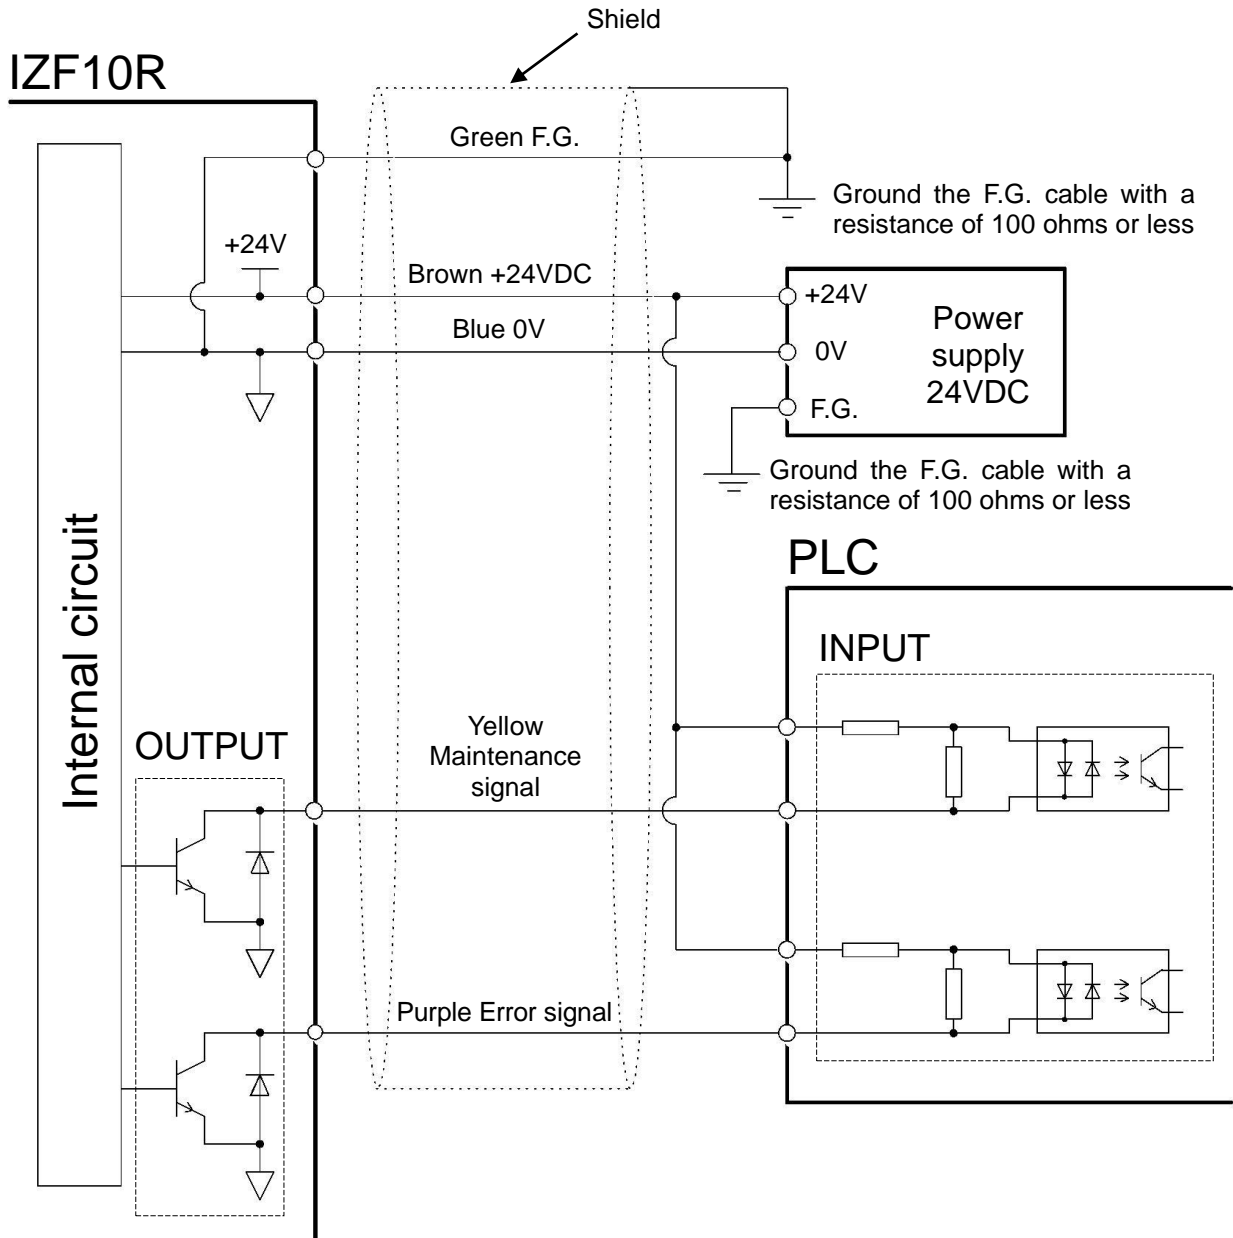 Shield
IZF10R
Green F.G.
Ground the F.G. cable with a
resistance of 100 ohms or less
+24V
Brown +24VDC
+24V
Blue 0V
0V
Power
supply
24VDC
F.G.
Ground the F.G. cable with a
resistance of 100 ohms or less
PLC
Internal circuit
INPUT
OUTPUT
Yellow
Maintenance
signal
Purple Error signal